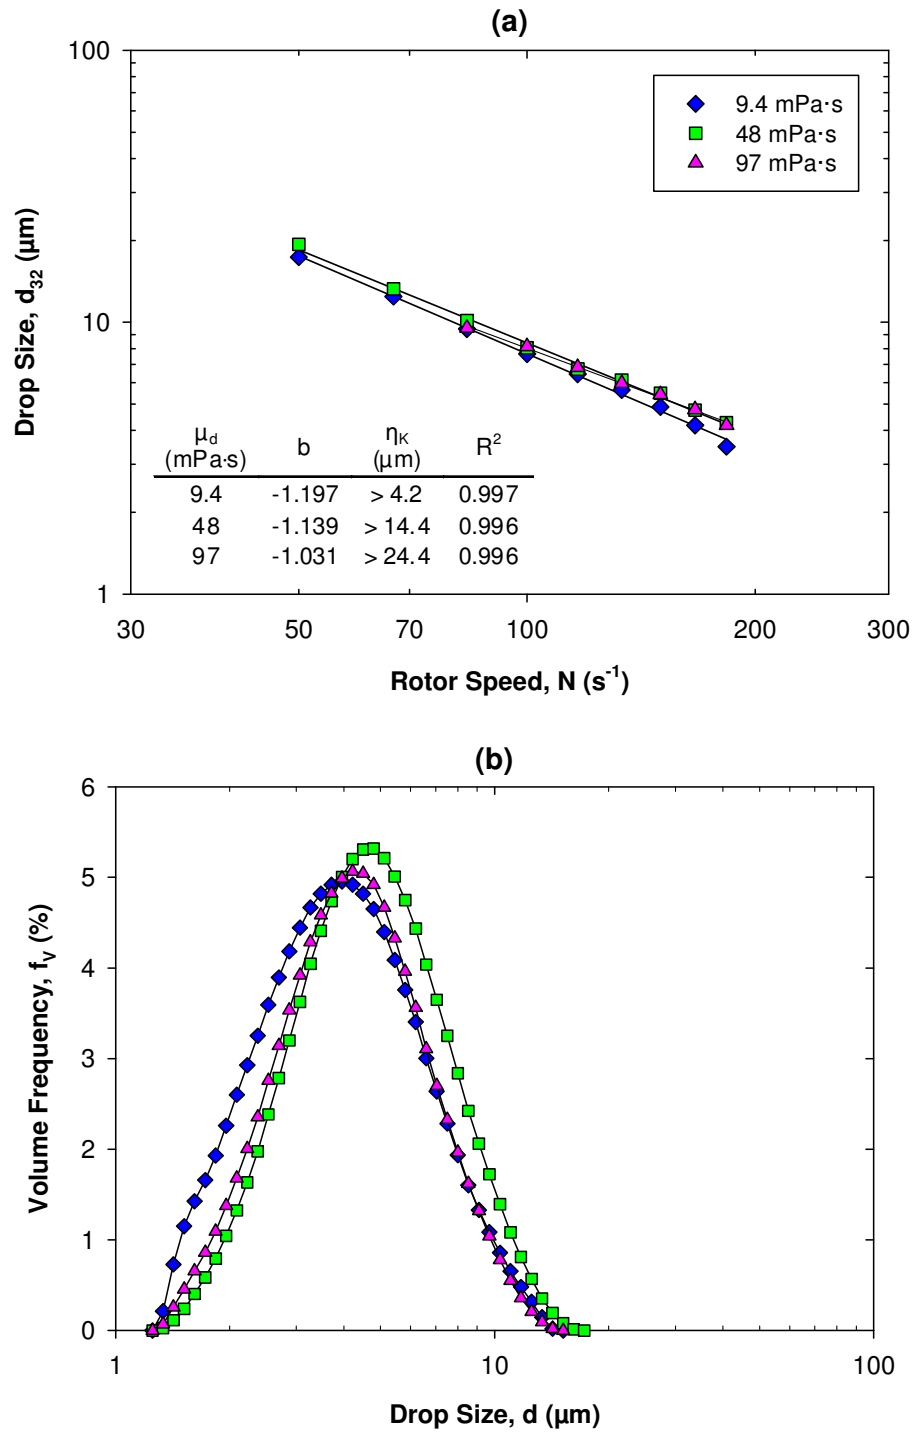 (a)
100
10
1
Drop Size, d₃₂ (µm)
9.4 mPa·s
48 mPa·s
97 mPa·s
μd (mPa·s) b ηK (µm) R²
9.4 -1.197 > 4.2 0.997
48 -1.139 > 14.4 0.996
97 -1.031 > 24.4 0.996
30 50 70 100 200 300
Rotor Speed, N (s⁻¹)
(b)
6
5
4
3
2
1
0
Volume Frequency, fV (%)
1 10 100
Drop Size, d (µm)